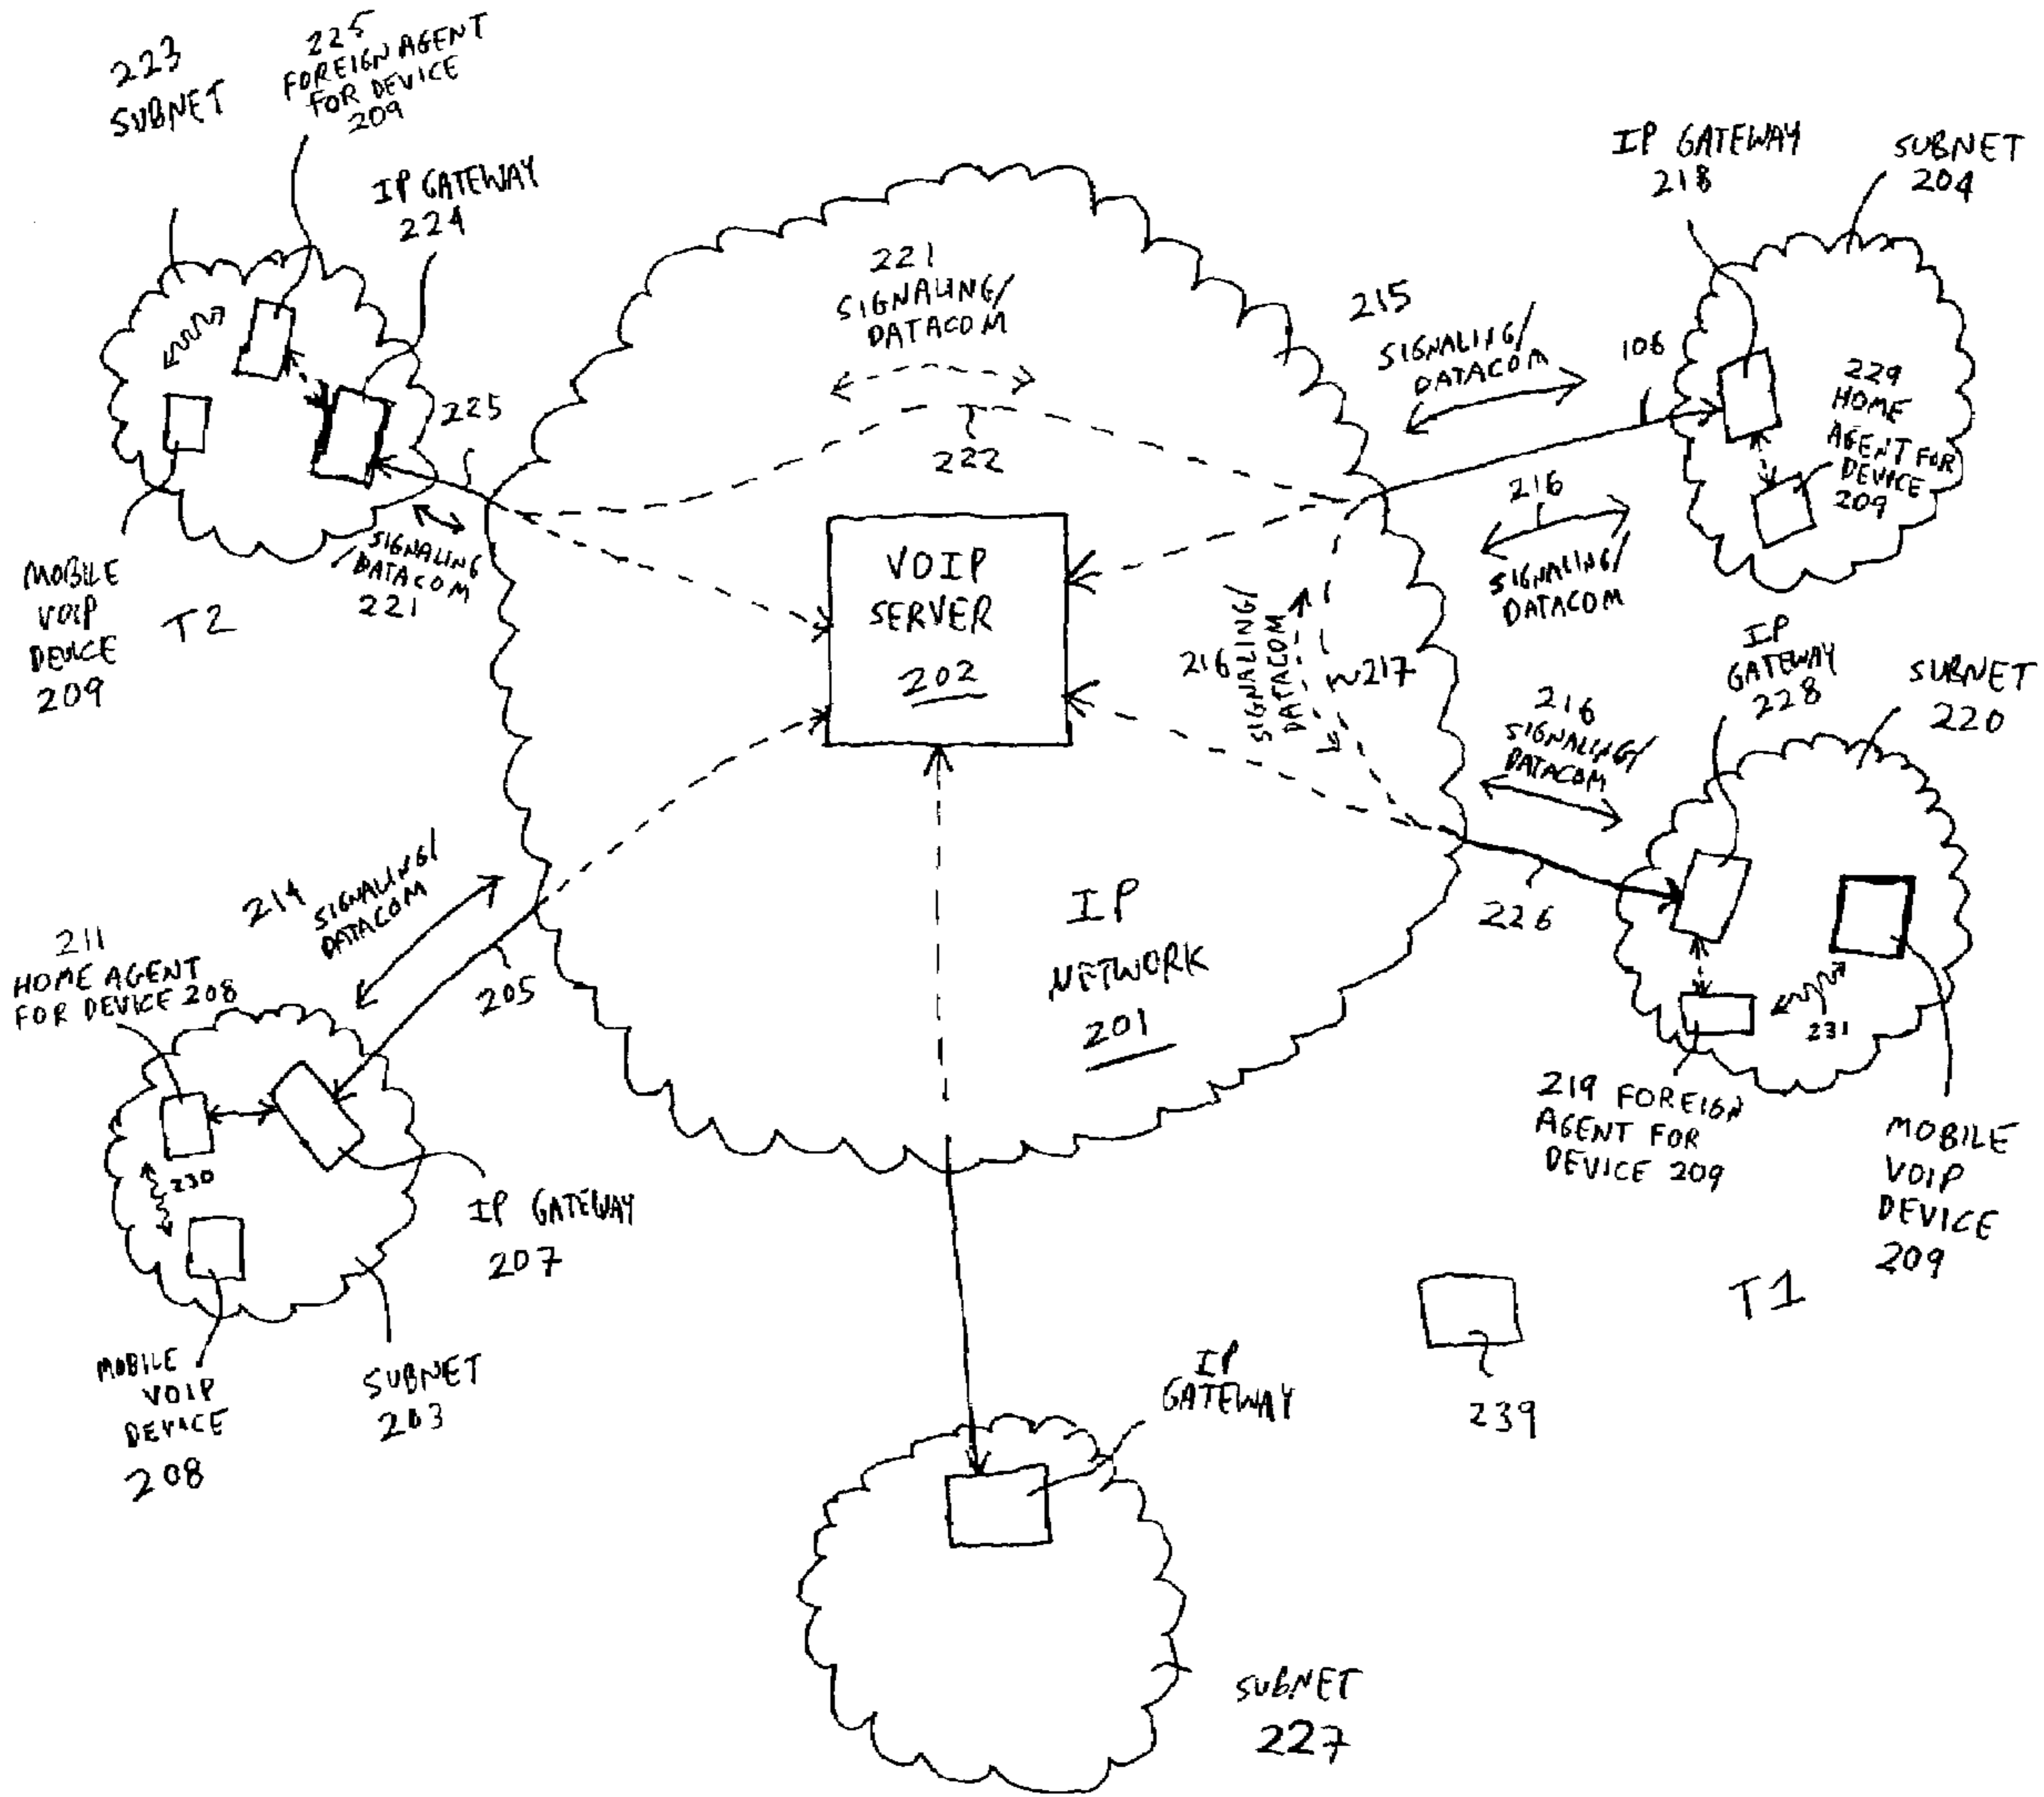 223
SUBNET
225
FOREIGN AGENT
FOR DEVICE
209
IP GATEWAY
224
IP GATEWAY
218
SUBNET
204
221
SIGNALING/
DATACOM
222
215
SIGNALING/
DATACOM
106
229
HOME
AGENT FOR
DEVICE
209
225
SIGNALING
/DATACOM
221
MOBILE
VOIP
DEVICE
209
T2
VOIP
SERVER
202
216
SIGNALING/
DATACOM
216
SIGNALING/
DATACOM
217
IP
GATEWAY
228
SUBNET
220
216
SIGNALING/
DATACOM
226
214
SIGNALING/
DATACOM
205
211
HOME AGENT
FOR DEVICE 208
IP
NETWORK
201
231
219 FOREIGN
AGENT FOR
DEVICE 209
MOBILE
VOIP
DEVICE
209
T1
230
IP GATEWAY
207
MOBILE
VOIP
DEVICE
208
SUBNET
203
239
IP
GATEWAY
SUBNET
227